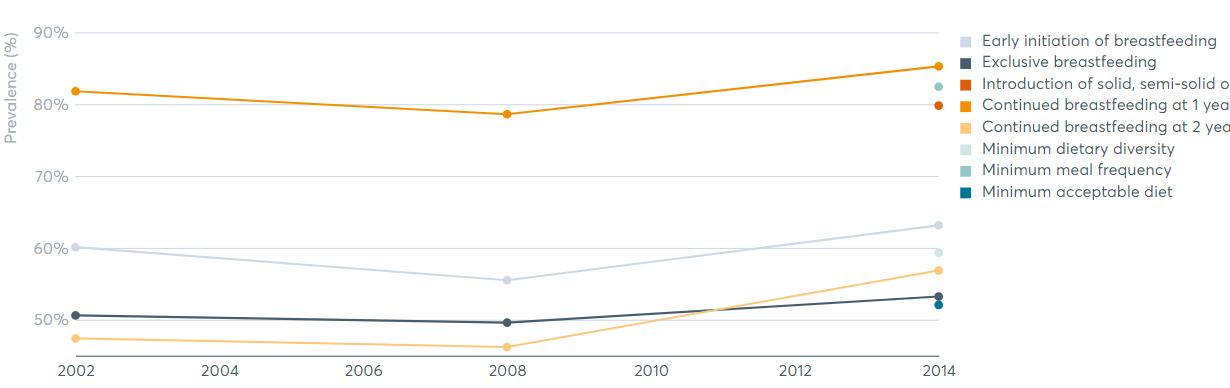 Prevalence (%)
90%
80%
70%
60%
50%
2002 2004 2006 2008 2010 2012 2014
Early initiation of breastfeeding
Exclusive breastfeeding
Introduction of solid, semi-solid o
Continued breastfeeding at 1 yea
Continued breastfeeding at 2 yea
Minimum dietary diversity
Minimum meal frequency
Minimum acceptable diet